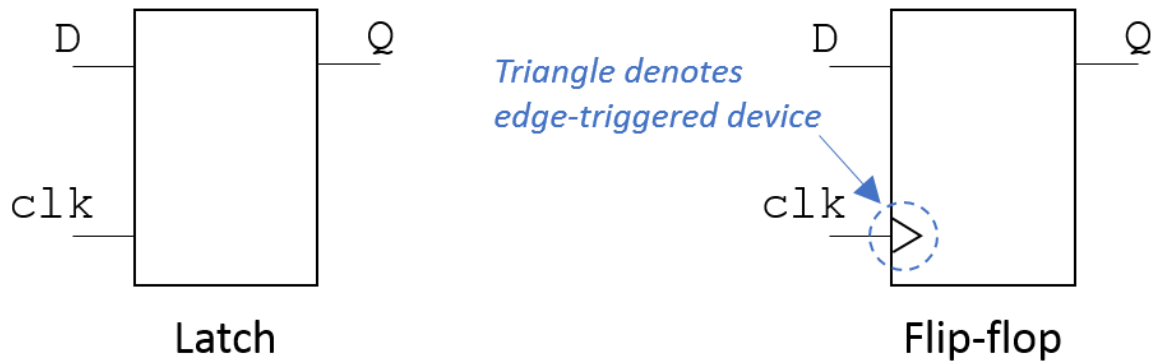 D
Q
clk
Latch
Triangle denotes
edge-triggered device
D
Q
clk
Flip-flop